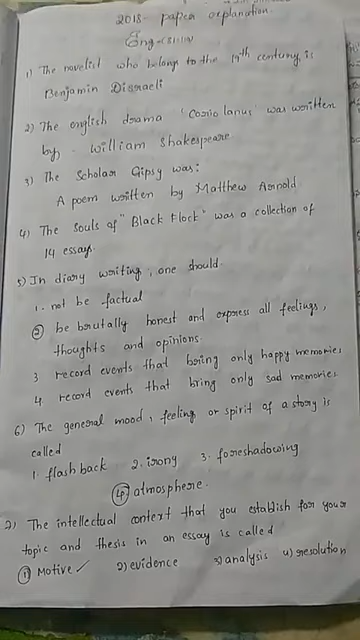 2018- paper explanation.
Eng-(81-11)
1) The novelist who belongs to the 19th century, is
Benjamin Disraeli
2) The english drama 'Coriolanus' was written
by, - William Shakespeare.
3) The Scholar Gipsy was:
A poem written by Matthew Arnold
4) The Souls of "Black Flock" was a collection of
14 essays.
5) In diary writing, one should.
1. not be factual
② be brutally honest and express all feelings,
thoughts and opinions.
3 record events that bring only happy memories
4. record events that bring only sad memories.
6) The general mood, feeling or spirit of a story is
called
1. flash back 2. irony 3. foreshadowing
④ atmosphere.
7) The intellectual context that you establish for your
topic and thesis in an essay is called
① Motive ✓ 2) evidence 3) analysis 4) resolution